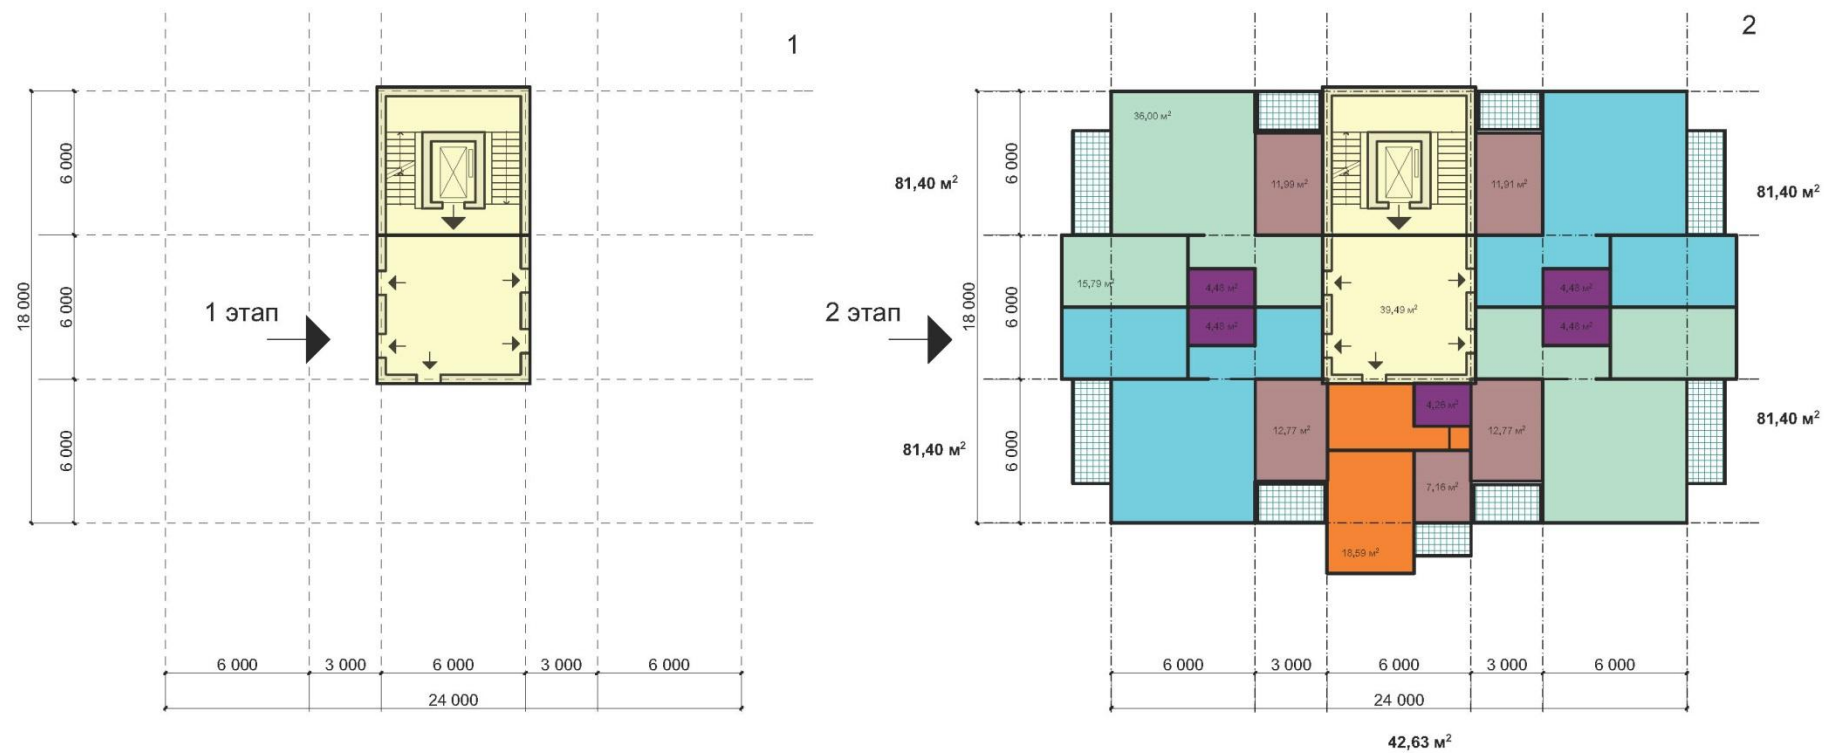 1
6 000
6 000
6 000
18 000
1 этап
6 000
3 000
6 000
3 000
6 000
24 000
2
2 этап
81,40 м²
81,40 м²
81,40 м²
81,40 м²
6 000
6 000
6 000
18 000
36,00 м²
11,99 м²
11,91 м²
15,79 м²
4,48 м²
4,48 м²
39,49 м²
4,48 м²
4,48 м²
4,26 м²
12,77 м²
12,77 м²
7,16 м²
18,59 м²
6 000
3 000
6 000
3 000
6 000
24 000
42,63 м²